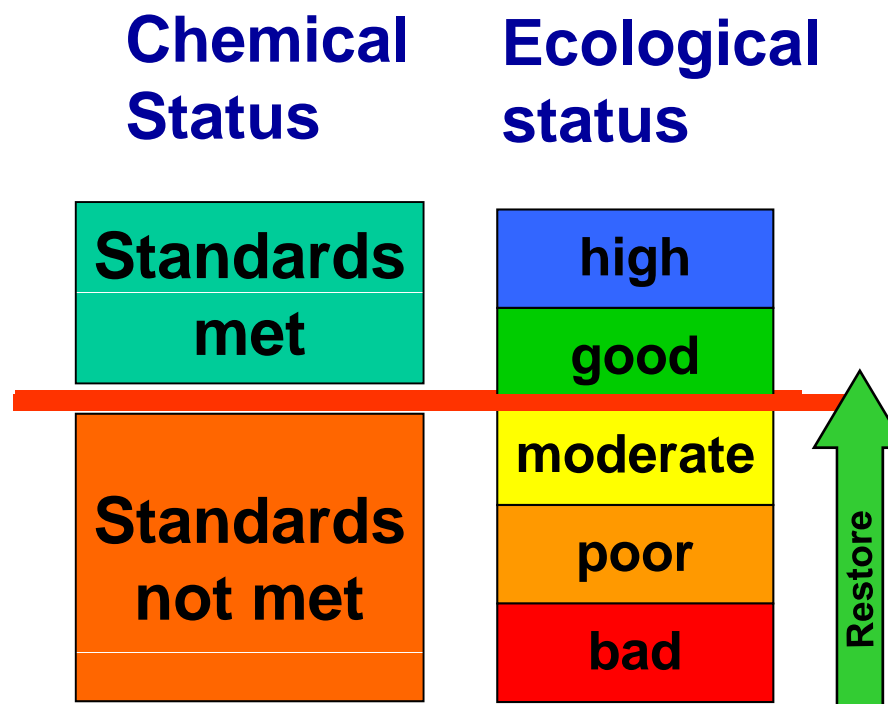 Chemical
Status
Ecological
status
Standards
met
Standards
not met
high
good
moderate
poor
bad
Restore